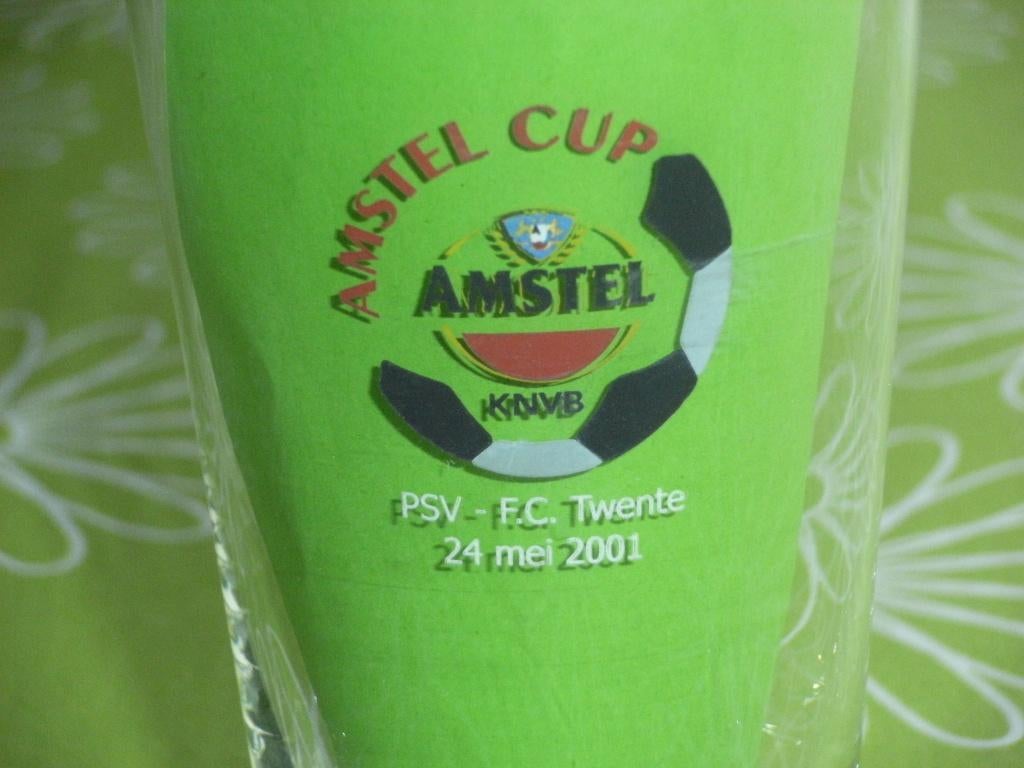 AMSTEL CUP
AMSTEL
KNVB
PSV - F.C. Twente
24 mei 2001